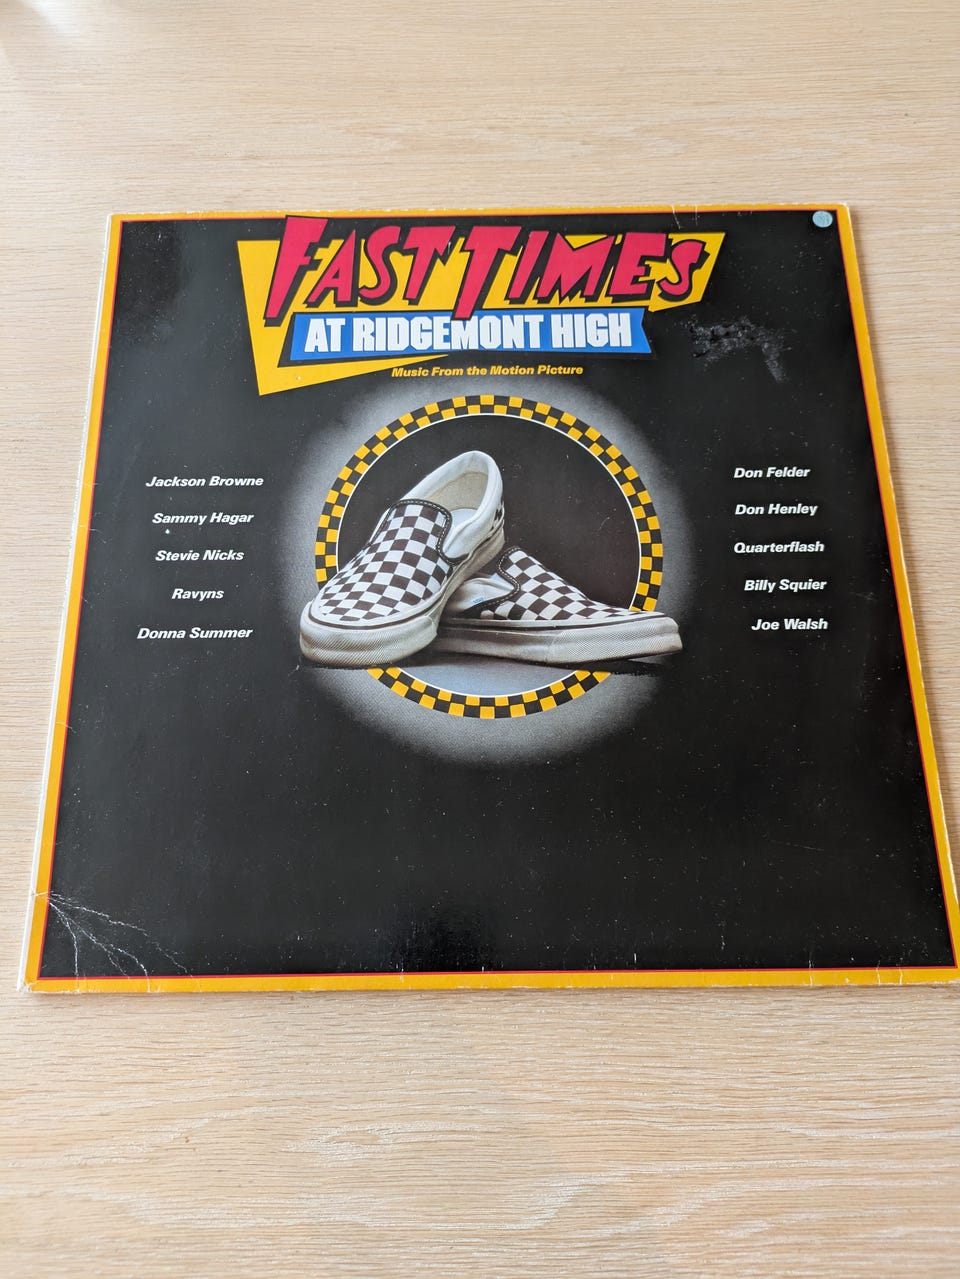 FAST TIMES
AT RIDGEMONT HIGH
Music From the Motion Picture
Jackson Browne
Sammy Hagar
Stevie Nicks
Ravyns
Donna Summer
Don Felder
Don Henley
Quarterflash
Billy Squier
Joe Walsh